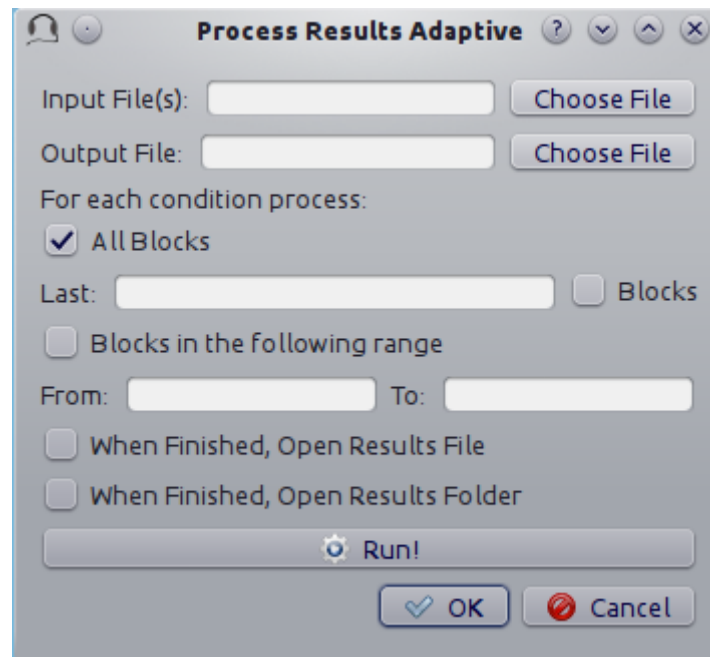 Process Results Adaptive ?
Input File(s): Choose File
Output File: Choose File
For each condition process:
All Blocks
Last: Blocks
Blocks in the following range
From: To:
When Finished, Open Results File
When Finished, Open Results Folder
Run!
OK Cancel